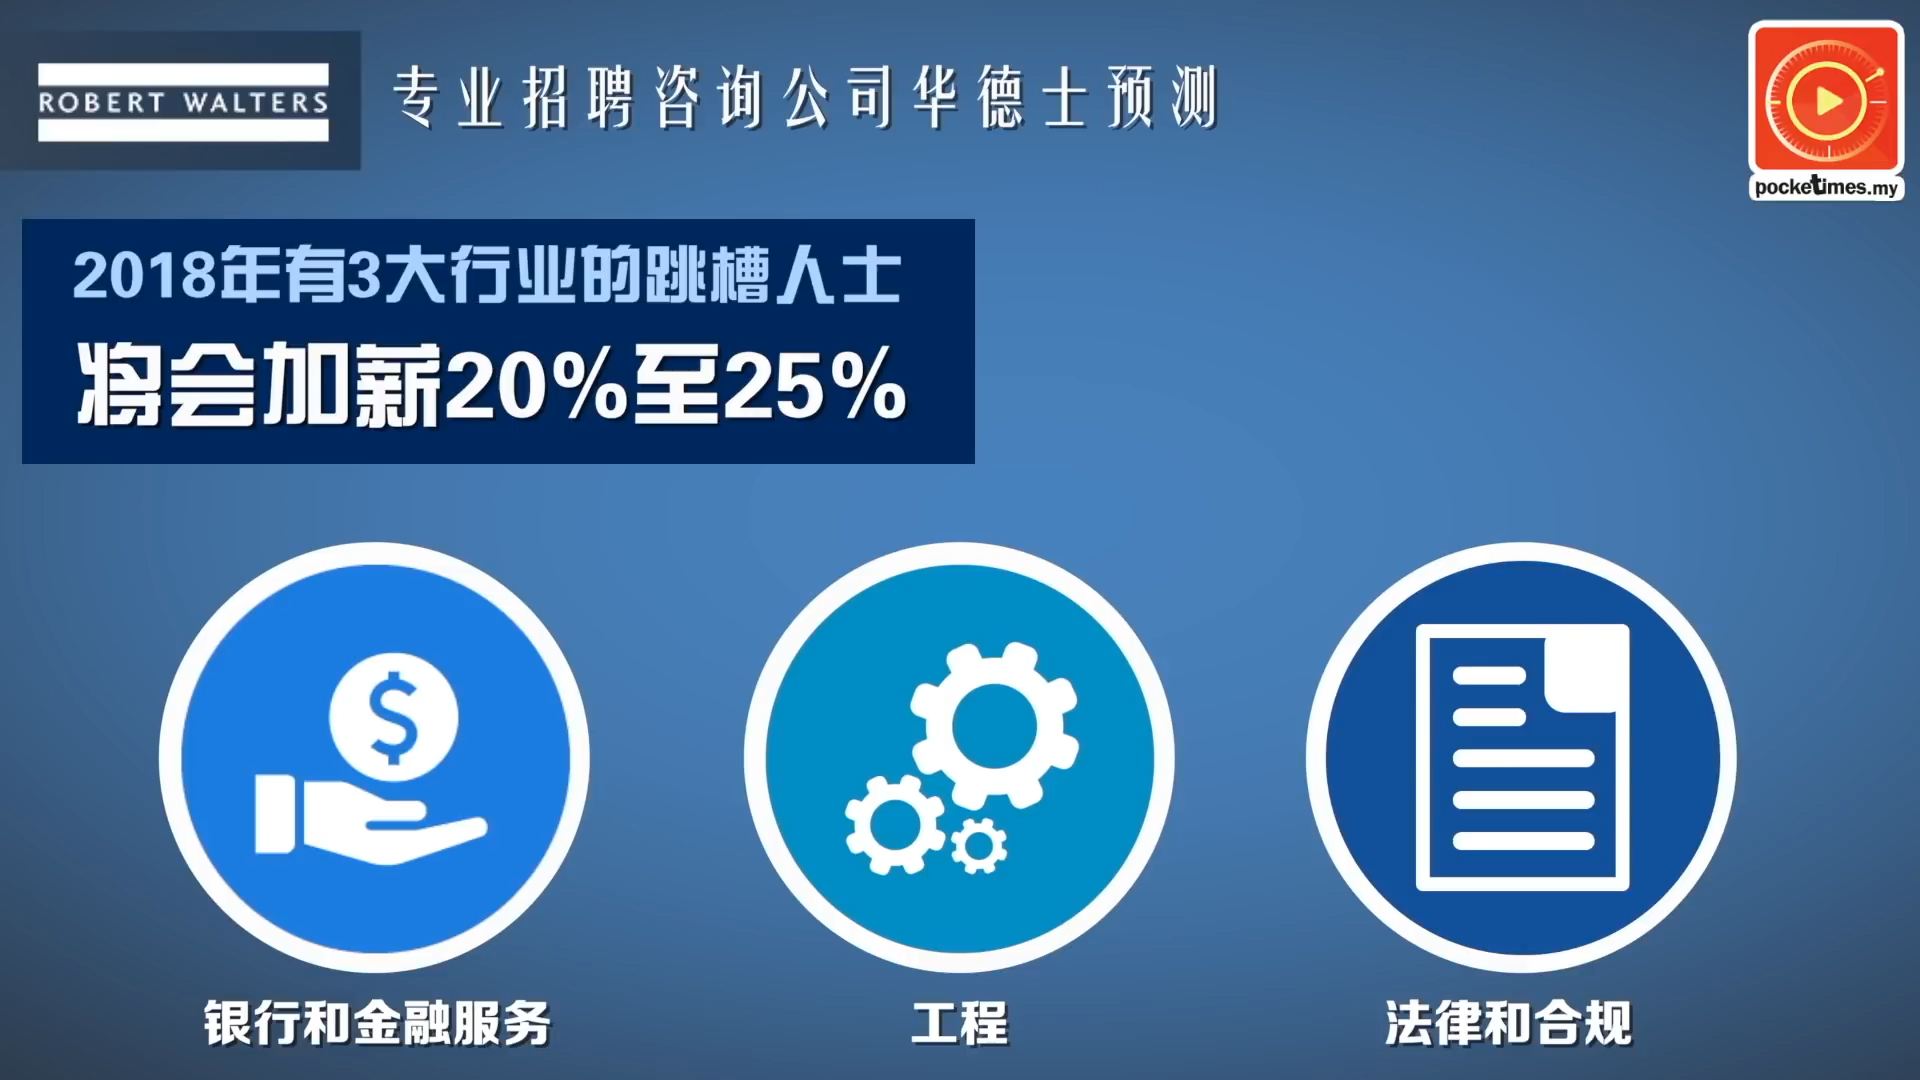 ROBERT WALTERS
专业招聘咨询公司华德士预测
pocketimes.my
2018年有3大行业的跳槽人士
将会加薪20%至25%
$
银行和金融服务
工程
法律和合规